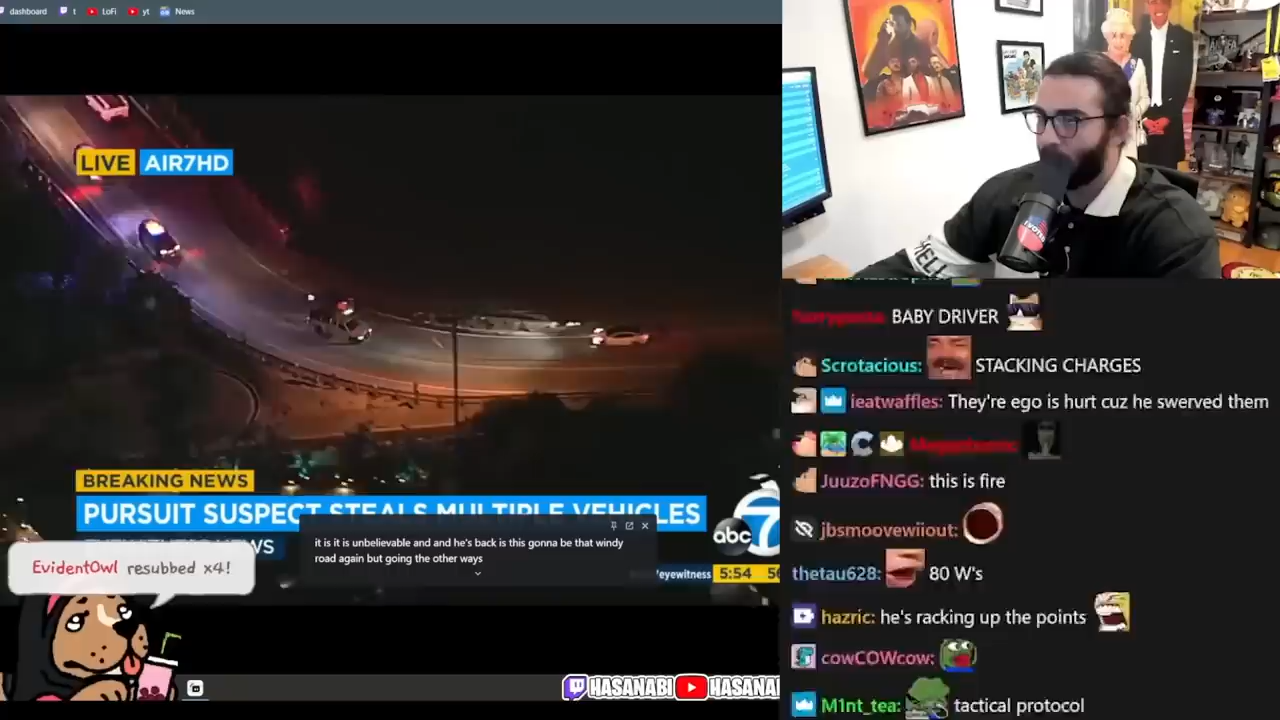 dashboard t LoFi yt News
LIVE AIR7HD
BREAKING NEWS
PURSUIT SUSPECT STEALS MULTIPLE VEHICLES
NEWS
abc 7
eyewitness 5:54 56
it is it is unbelievable and and he's back is this gonna be that windy
road again but going the other ways
EvidentOwl resubbed x4!
HASANABI HASANA
BABY DRIVER
Scrotacious: STACKING CHARGES
ieatwaffles: They're ego is hurt cuz he swerved them
JuuzoFNGG: this is fire
jbsmoovewiiout:
thetau628: 80 W's
hazric: he's racking up the points
cowCOWcow:
M1nt_tea: tactical protocol